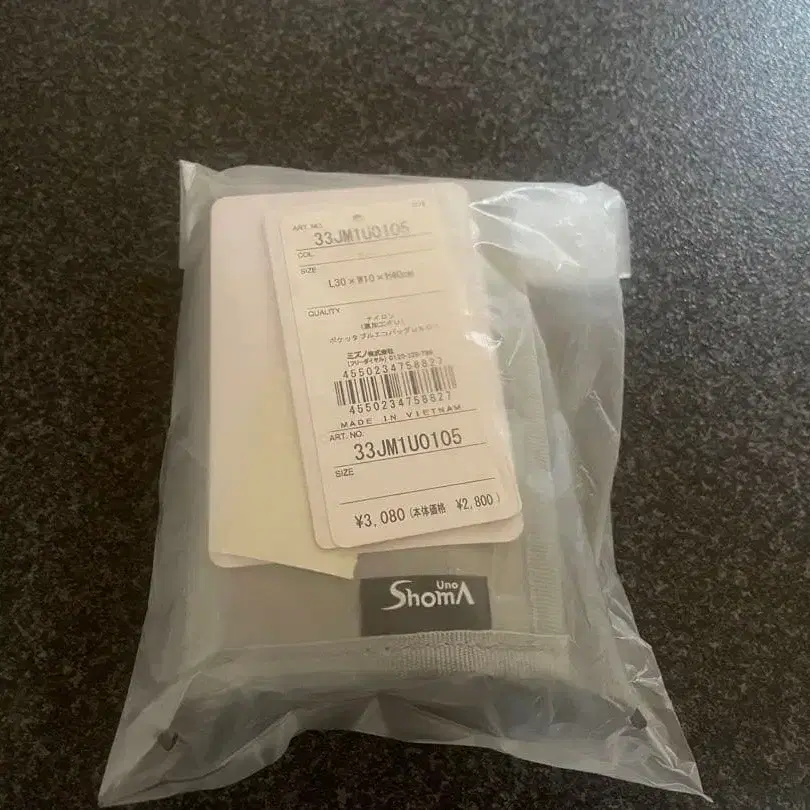 ART. NO.
33JM1U0105
COL.
SIZE
L30×W10×H40cm
QUALITY
ナイロン
ミズノ株式会社
4550234758827
4550234758827
MADE IN VIETNAM
ART. NO.
33JM1U0105
SIZE
¥3,080(本体価格 ¥2,800)
Uno
ShomA